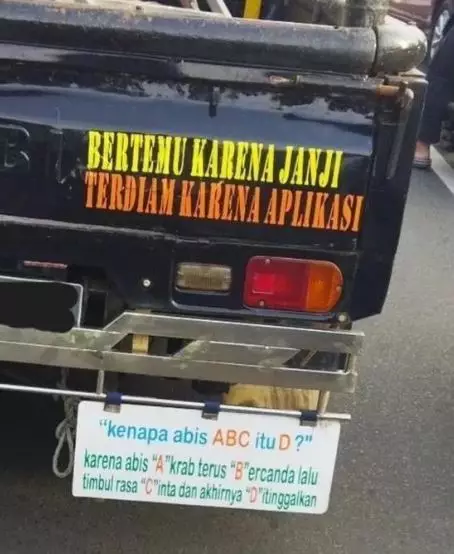 BERTEMU KARENA JANJI
TERDIAM KARENA APLIKASI
"kenapa abis ABC itu D ?"
karena abis "A"krab terus "B"ercanda lalu
timbul rasa "C"inta dan akhirnya "D"itinggalkan